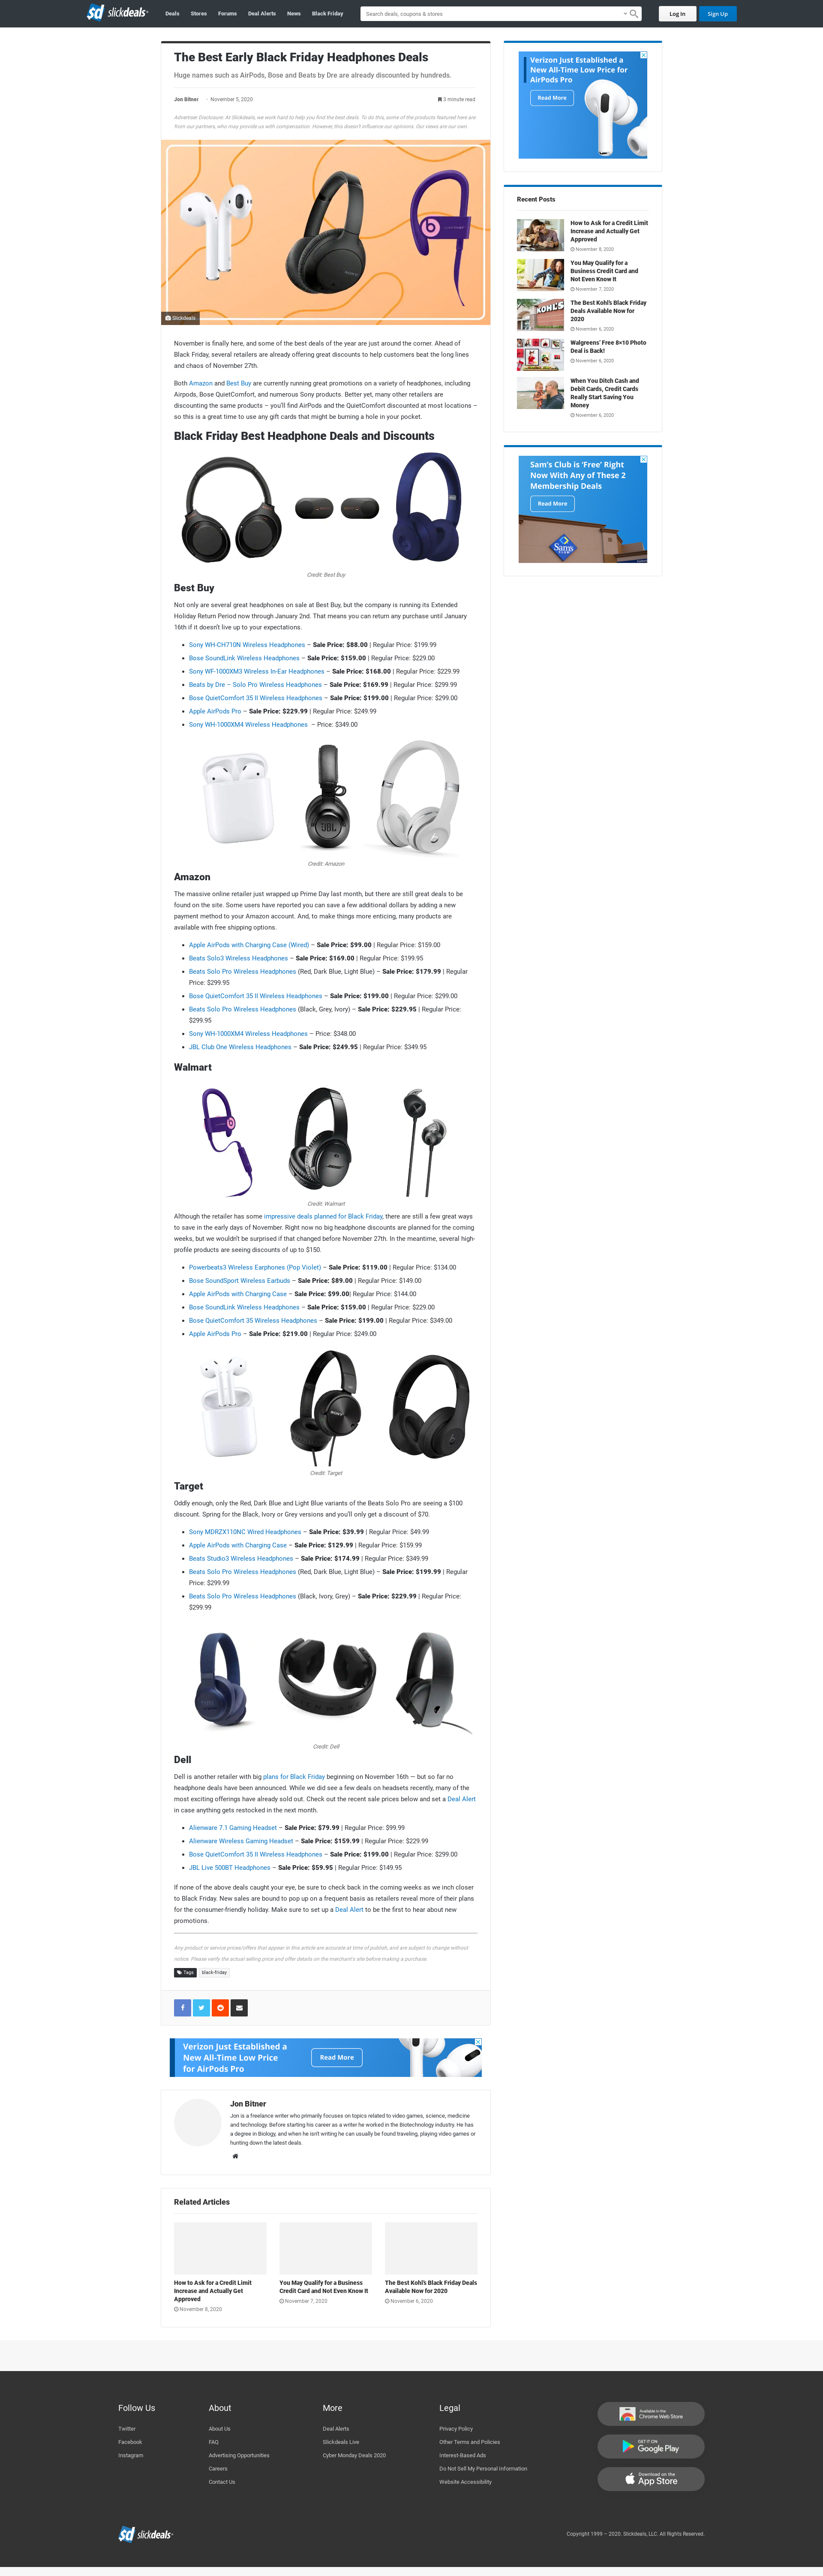 slickdeals
Deals Stores Forums Deal Alerts News Black Friday
Search deals, coupons & stores
Log In
Sign Up
The Best Early Black Friday Headphones Deals
Huge names such as AirPods, Bose and Beats by Dre are already discounted by hundreds.
Jon Bitner - November 5, 2020
3 minute read
Advertiser Disclosure: At Slickdeals, we work hard to help you find the best deals. To do this, some of the products featured here are
from our partners, who may provide us with compensation. However, this doesn't influence our opinions. Our views are our own.
SONY
Slickdeals
November is finally here, and some of the best deals of the year are just around the corner. Ahead of
Black Friday, several retailers are already offering great discounts to help customers beat the long lines
and chaos of November 27th.
Both Amazon and Best Buy are currently running great promotions on a variety of headphones, including
Airpods, Bose QuietComfort, and numerous Sony products. Better yet, many other retailers are
discounting the same products – you'll find AirPods and the QuietComfort discounted at most locations –
so this is a great time to use any gift cards that might be burning a hole in your pocket.
Black Friday Best Headphone Deals and Discounts
Credit: Best Buy
Best Buy
Not only are several great headphones on sale at Best Buy, but the company is running its Extended
Holiday Return Period now through January 2nd. That means you can return any purchase until January
16th if it doesn't live up to your expectations.
Sony WH-CH710N Wireless Headphones – Sale Price: $88.00 | Regular Price: $199.99
Bose SoundLink Wireless Headphones – Sale Price: $159.00 | Regular Price: $229.00
Sony WF-1000XM3 Wireless In-Ear Headphones – Sale Price: $168.00 | Regular Price: $229.99
Beats by Dre – Solo Pro Wireless Headphones – Sale Price: $169.99 | Regular Price: $299.99
Bose QuietComfort 35 II Wireless Headphones – Sale Price: $199.00 | Regular Price: $299.00
Apple AirPods Pro – Sale Price: $229.99 | Regular Price: $249.99
Sony WH-1000XM4 Wireless Headphones – Price: $349.00
JBL
Credit: Amazon
Amazon
The massive online retailer just wrapped up Prime Day last month, but there are still great deals to be
found on the site. Some users have reported you can save a few additional dollars by adding a new
payment method to your Amazon account. And, to make things more enticing, many products are
available with free shipping options.
Apple AirPods with Charging Case (Wired) – Sale Price: $99.00 | Regular Price: $159.00
Beats Solo3 Wireless Headphones – Sale Price: $169.00 | Regular Price: $199.95
Beats Solo Pro Wireless Headphones (Red, Dark Blue, Light Blue) – Sale Price: $179.99 | Regular
Price: $299.95
Bose QuietComfort 35 II Wireless Headphones – Sale Price: $199.00 | Regular Price: $299.00
Beats Solo Pro Wireless Headphones (Black, Grey, Ivory) – Sale Price: $229.95 | Regular Price:
$299.95
Sony WH-1000XM4 Wireless Headphones – Price: $348.00
JBL Club One Wireless Headphones – Sale Price: $249.95 | Regular Price: $349.95
Walmart
BOSE
Credit: Walmart
Although the retailer has some impressive deals planned for Black Friday, there are still a few great ways
to save in the early days of November. Right now no big headphone discounts are planned for the coming
weeks, but we wouldn't be surprised if that changed before November 27th. In the meantime, several high-
profile products are seeing discounts of up to $150.
Powerbeats3 Wireless Earphones (Pop Violet) – Sale Price: $119.00 | Regular Price: $134.00
Bose SoundSport Wireless Earbuds – Sale Price: $89.00 | Regular Price: $149.00
Apple AirPods with Charging Case – Sale Price: $99.00| Regular Price: $144.00
Bose SoundLink Wireless Headphones – Sale Price: $159.00 | Regular Price: $229.00
Bose QuietComfort 35 Wireless Headphones – Sale Price: $199.00 | Regular Price: $349.00
Apple AirPods Pro – Sale Price: $219.00 | Regular Price: $249.00
SONY
Credit: Target
Target
Oddly enough, only the Red, Dark Blue and Light Blue variants of the Beats Solo Pro are seeing a $100
discount. Spring for the Black, Ivory or Grey versions and you'll only get a discount of $70.
Sony MDRZX110NC Wired Headphones – Sale Price: $39.99 | Regular Price: $49.99
Apple AirPods with Charging Case – Sale Price: $129.99 | Regular Price: $159.99
Beats Studio3 Wireless Headphones – Sale Price: $174.99 | Regular Price: $349.99
Beats Solo Pro Wireless Headphones (Red, Dark Blue, Light Blue) – Sale Price: $199.99 | Regular
Price: $299.99
Beats Solo Pro Wireless Headphones (Black, Ivory, Grey) – Sale Price: $229.99 | Regular Price:
$299.99
Credit: Dell
Dell
Dell is another retailer with big plans for Black Friday beginning on November 16th — but so far no
headphone deals have been announced. While we did see a few deals on headsets recently, many of the
most exciting offerings have already sold out. Check out the recent sale prices below and set a Deal Alert
in case anything gets restocked in the next month.
Alienware 7.1 Gaming Headset – Sale Price: $79.99 | Regular Price: $99.99
Alienware Wireless Gaming Headset – Sale Price: $159.99 | Regular Price: $229.99
Bose QuietComfort 35 II Wireless Headphones – Sale Price: $199.00 | Regular Price: $299.00
JBL Live 500BT Headphones – Sale Price: $59.95 | Regular Price: $149.95
If none of the above deals caught your eye, be sure to check back in the coming weeks as we inch closer
to Black Friday. New sales are bound to pop up on a frequent basis as retailers reveal more of their plans
for the consumer-friendly holiday. Make sure to set up a Deal Alert to be the first to hear about new
promotions.
Any product or service prices/offers that appear in this article are accurate at time of publish, and are subject to change without
notice. Please verify the actual selling price and offer details on the merchant's site before making a purchase.
Tags black-friday
Verizon Just Established a
New All-Time Low Price
for AirPods Pro
Read More
Jon Bitner
Jon is a freelance writer who primarily focuses on topics related to video games, science, medicine
and technology. Before starting his career as a writer he worked in the Biotechnology industry. He has
a degree in Biology, and when he isn't writing he can usually be found traveling, playing video games or
hunting down the latest deals.
Related Articles
How to Ask for a Credit Limit
Increase and Actually Get
Approved
November 8, 2020
You May Qualify for a Business
Credit Card and Not Even Know It
November 7, 2020
The Best Kohl's Black Friday Deals
Available Now for 2020
November 6, 2020
Verizon Just Established a
New All-Time Low Price for
AirPods Pro
Read More
Recent Posts
How to Ask for a Credit Limit
Increase and Actually Get
Approved
November 8, 2020
You May Qualify for a
Business Credit Card and
Not Even Know It
November 7, 2020
KOHL'S
The Best Kohl's Black Friday
Deals Available Now for
2020
November 6, 2020
Walgreens' Free 8×10 Photo
Deal is Back!
November 6, 2020
When You Ditch Cash and
Debit Cards, Credit Cards
Really Start Saving You
Money
November 6, 2020
Sam's Club is 'Free' Right
Now With Any of These 2
Membership Deals
Read More
Sam's
Follow Us
Twitter
Facebook
Instagram
About
About Us
FAQ
Advertising Opportunities
Careers
Contact Us
More
Deal Alerts
Slickdeals Live
Cyber Monday Deals 2020
Legal
Privacy Policy
Other Terms and Policies
Interest-Based Ads
Do Not Sell My Personal Information
Website Accessibility
Available in the
Chrome Web Store
GET IT ON
Google Play
Download on the
App Store
slickdeals
Copyright 1999 – 2020. Slickdeals, LLC. All Rights Reserved.